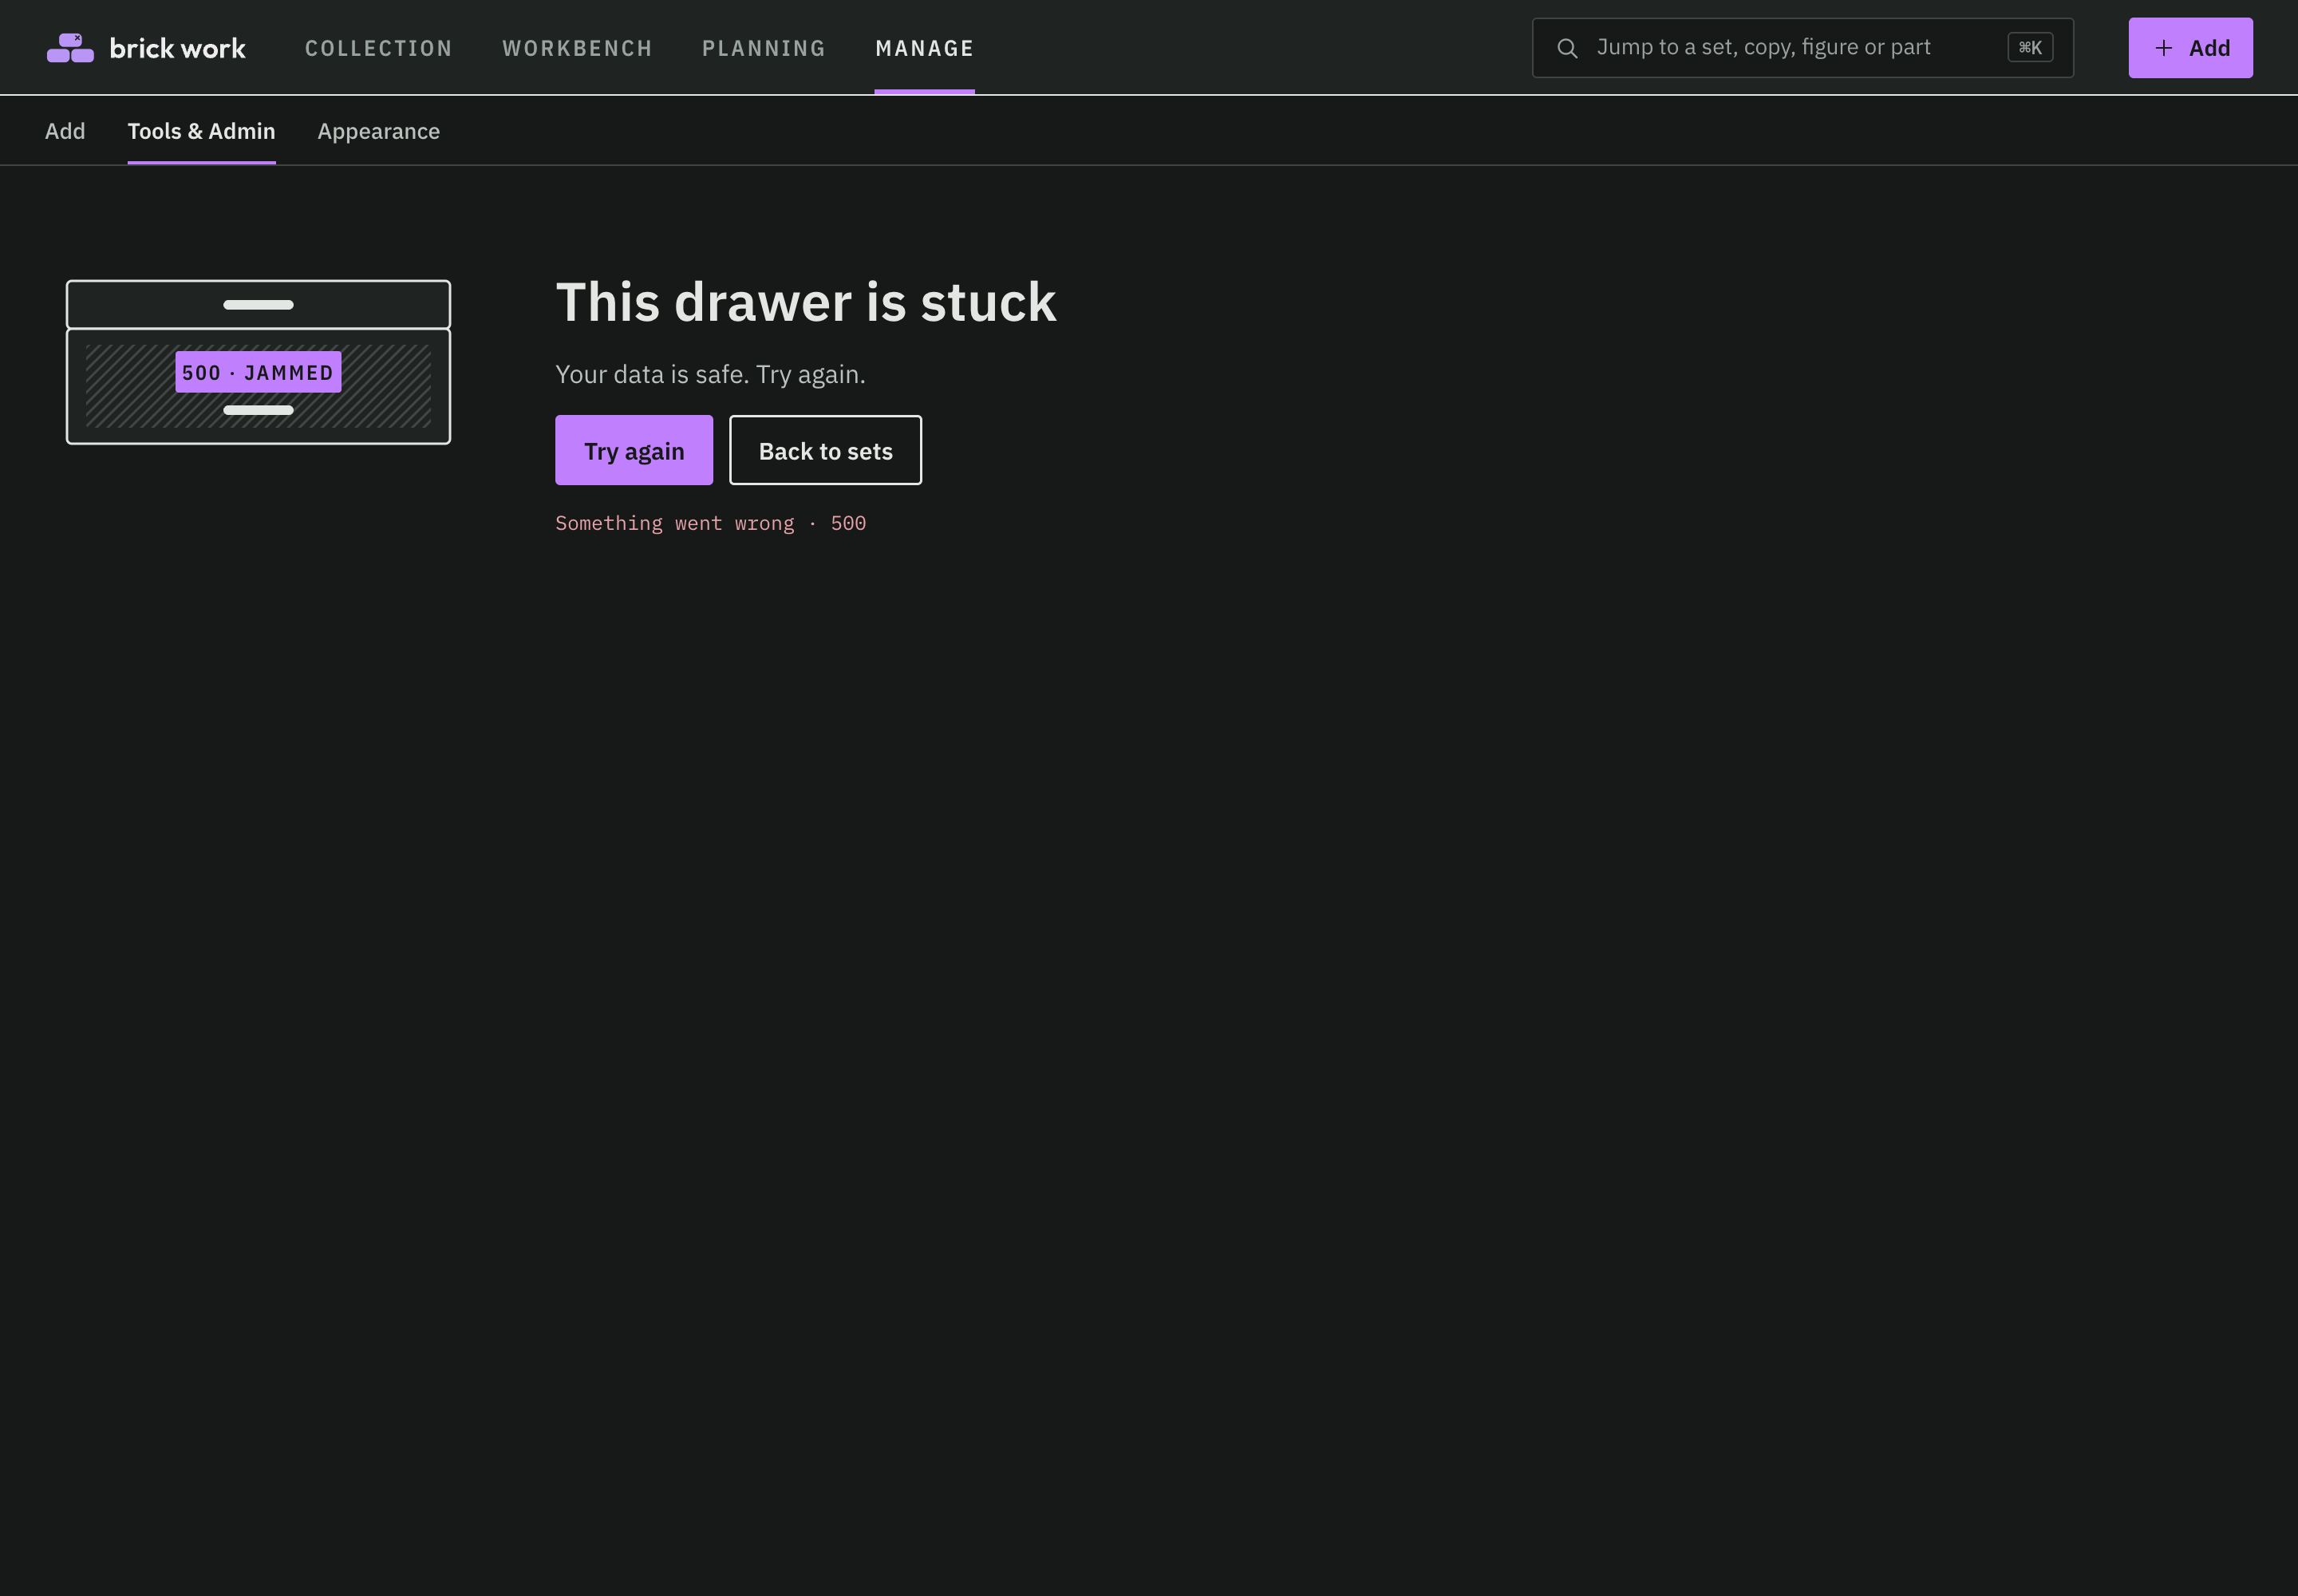 brick work
COLLECTION
WORKBENCH
PLANNING
MANAGE
Jump to a set, copy, figure or part
⌘K
+ Add
Add
Tools & Admin
Appearance
500 · JAMMED
This drawer is stuck
Your data is safe. Try again.
Try again
Back to sets
Something went wrong · 500